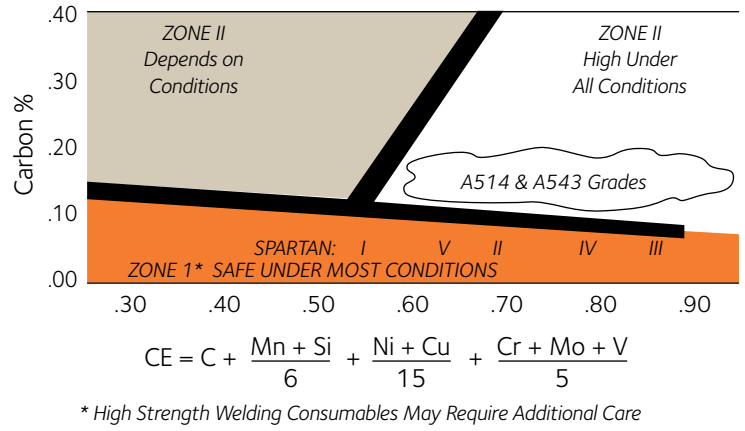 .40
.30
.20
.10
.00
Carbon %
ZONE II
Depends on
Conditions
ZONE II
High Under
All Conditions
A514 & A543 Grades
SPARTAN: I V II IV III
ZONE 1* SAFE UNDER MOST CONDITIONS
.30 .40 .50 .60 .70 .80 .90
CE = C + Mn + Si / 6 + Ni + Cu / 15 + Cr + Mo + V / 5
* High Strength Welding Consumables May Require Additional Care